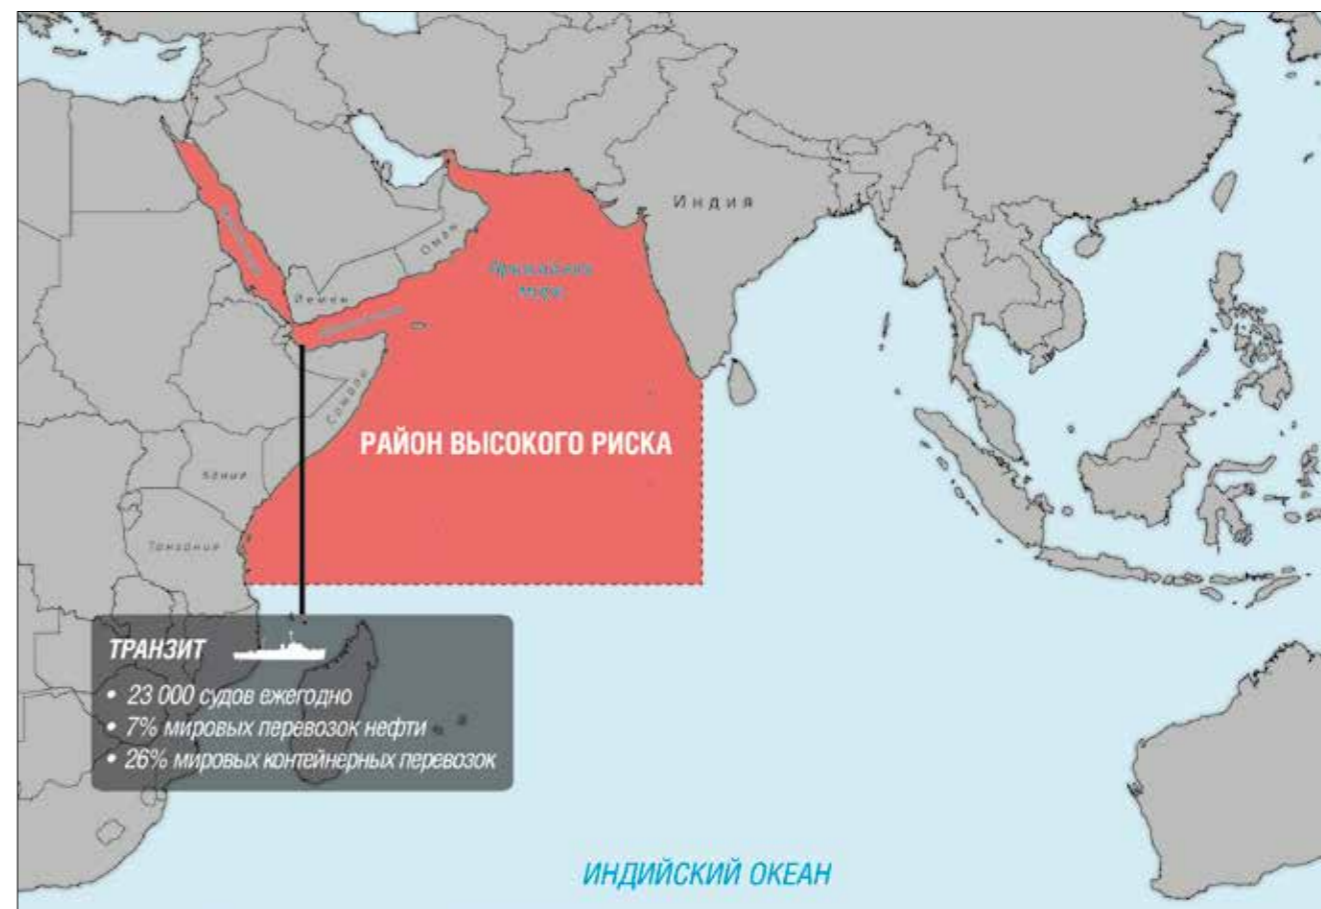 Индия
Оман
Йемен
Сомали
РАЙОН ВЫСОКОГО РИСКА
Кения
Танзания
ТРАНЗИТ
• 23 000 судов ежегодно
• 7% мировых перевозок нефти
• 26% мировых контейнерных перевозок
ИНДИЙСКИЙ ОКЕАН